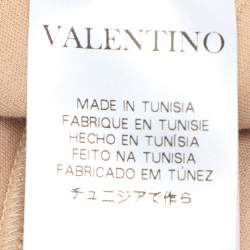 VALENTINO
MADE IN TUNISIA
FABRIQUE EN TUNISIE
HECHO EN TUNÍSIA
FEITO NA TUNISIA
FABRICADO EM TÚNEZ
チュニジアで作ら